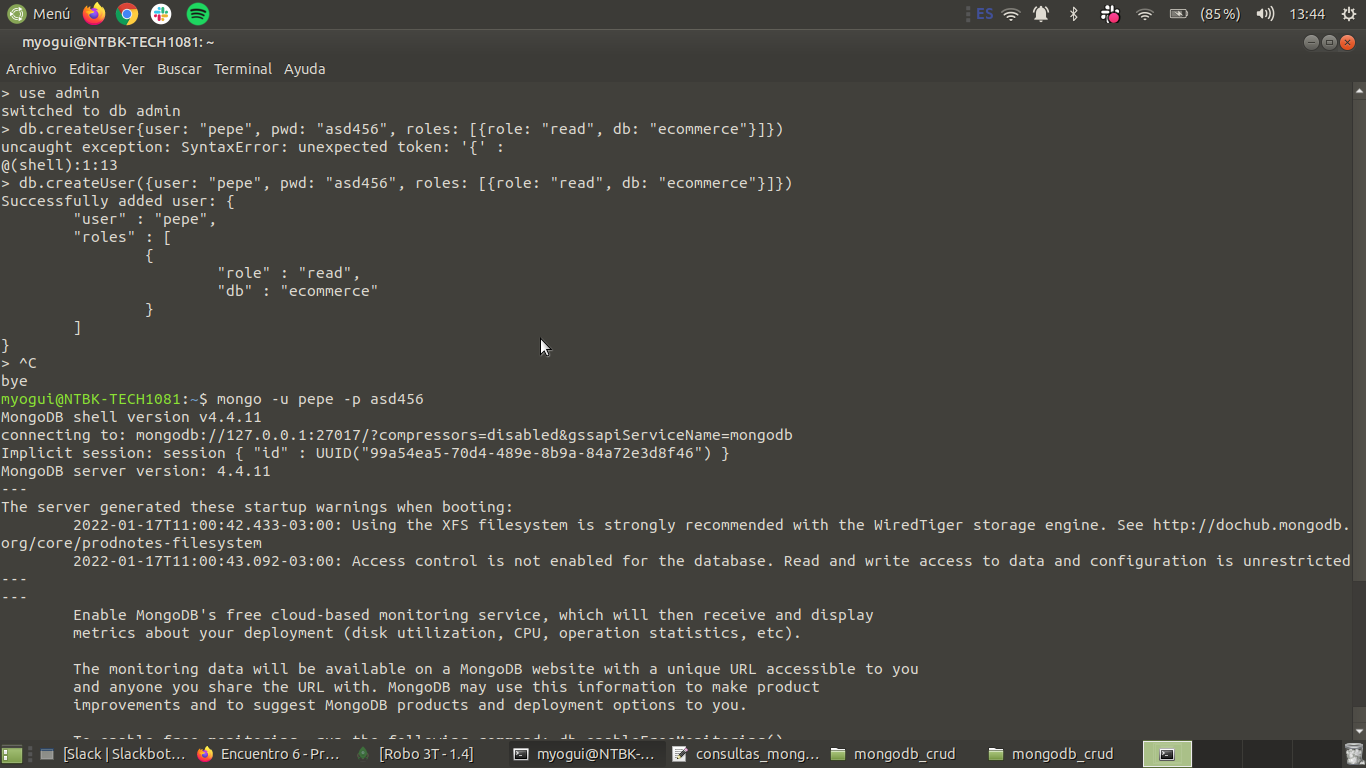 Menú
ES
(85%)
13:44
myogui@NTBK-TECH1081: ~
Archivo Editar Ver Buscar Terminal Ayuda
> use admin
switched to db admin
> db.createUser{user: "pepe", pwd: "asd456", roles: [{role: "read", db: "ecommerce"}]})
uncaught exception: SyntaxError: unexpected token: '{' :
@(shell):1:13
> db.createUser({user: "pepe", pwd: "asd456", roles: [{role: "read", db: "ecommerce"}]})
Successfully added user: {
"user" : "pepe",
"roles" : [
{
"role" : "read",
"db" : "ecommerce"
}
]
}
> ^C
bye
myogui@NTBK-TECH1081:~$ mongo -u pepe -p asd456
MongoDB shell version v4.4.11
connecting to: mongodb://127.0.0.1:27017/?compressors=disabled&gssapiServiceName=mongodb
Implicit session: session { "id" : UUID("99a54ea5-70d4-489e-8b9a-84a72e3d8f46") }
MongoDB server version: 4.4.11
---
The server generated these startup warnings when booting:
2022-01-17T11:00:42.433-03:00: Using the XFS filesystem is strongly recommended with the WiredTiger storage engine. See http://dochub.mongodb.
org/core/prodnotes-filesystem
2022-01-17T11:00:43.092-03:00: Access control is not enabled for the database. Read and write access to data and configuration is unrestricted
---
---
Enable MongoDB's free cloud-based monitoring service, which will then receive and display
metrics about your deployment (disk utilization, CPU, operation statistics, etc).
The monitoring data will be available on a MongoDB website with a unique URL accessible to you
and anyone you share the URL with. MongoDB may use this information to make product
improvements and to suggest MongoDB products and deployment options to you.
To enable free monitoring, run the following command: db.enableFreeMonitoring()
[Slack | Slackbot...
Encuentro 6 - Pr...
[Robo 3T - 1.4]
myogui@NTBK-...
consultas_mong...
mongodb_crud
mongodb_crud